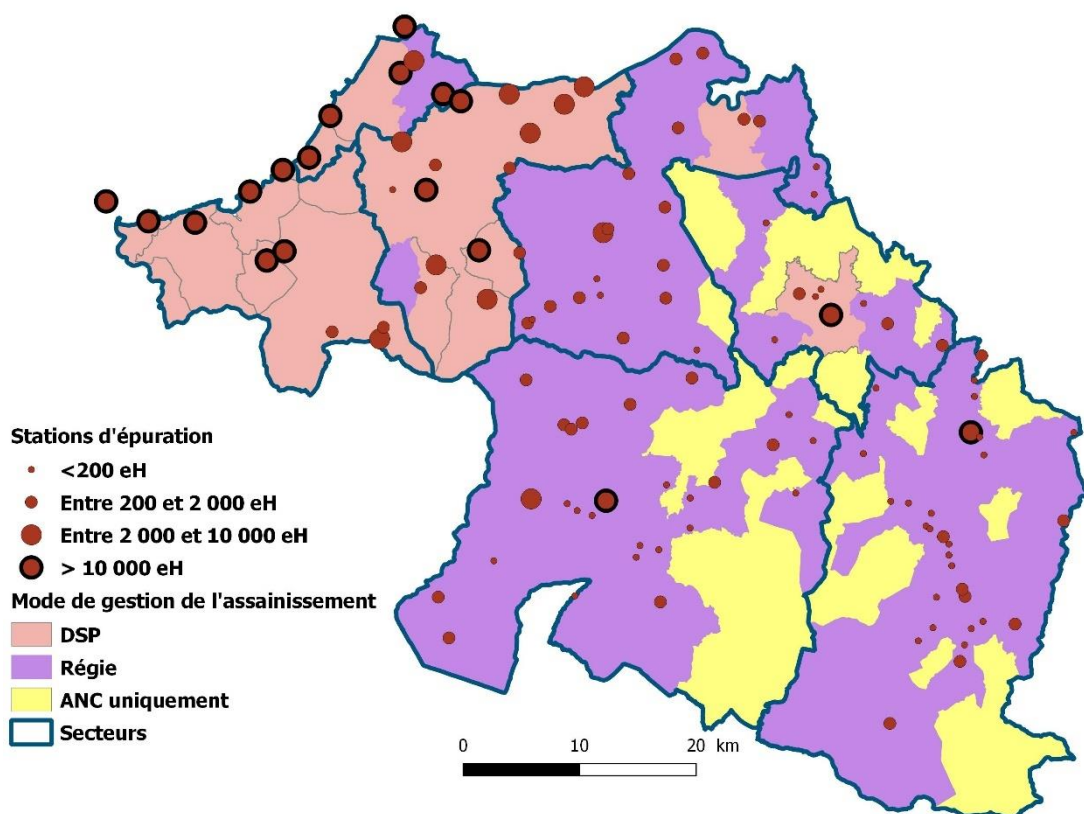 Stations d'épuration
<200 eH
Entre 200 et 2 000 eH
Entre 2 000 et 10 000 eH
> 10 000 eH
Mode de gestion de l'assainissement
DSP
Régie
ANC uniquement
Secteurs
0 10 20 km